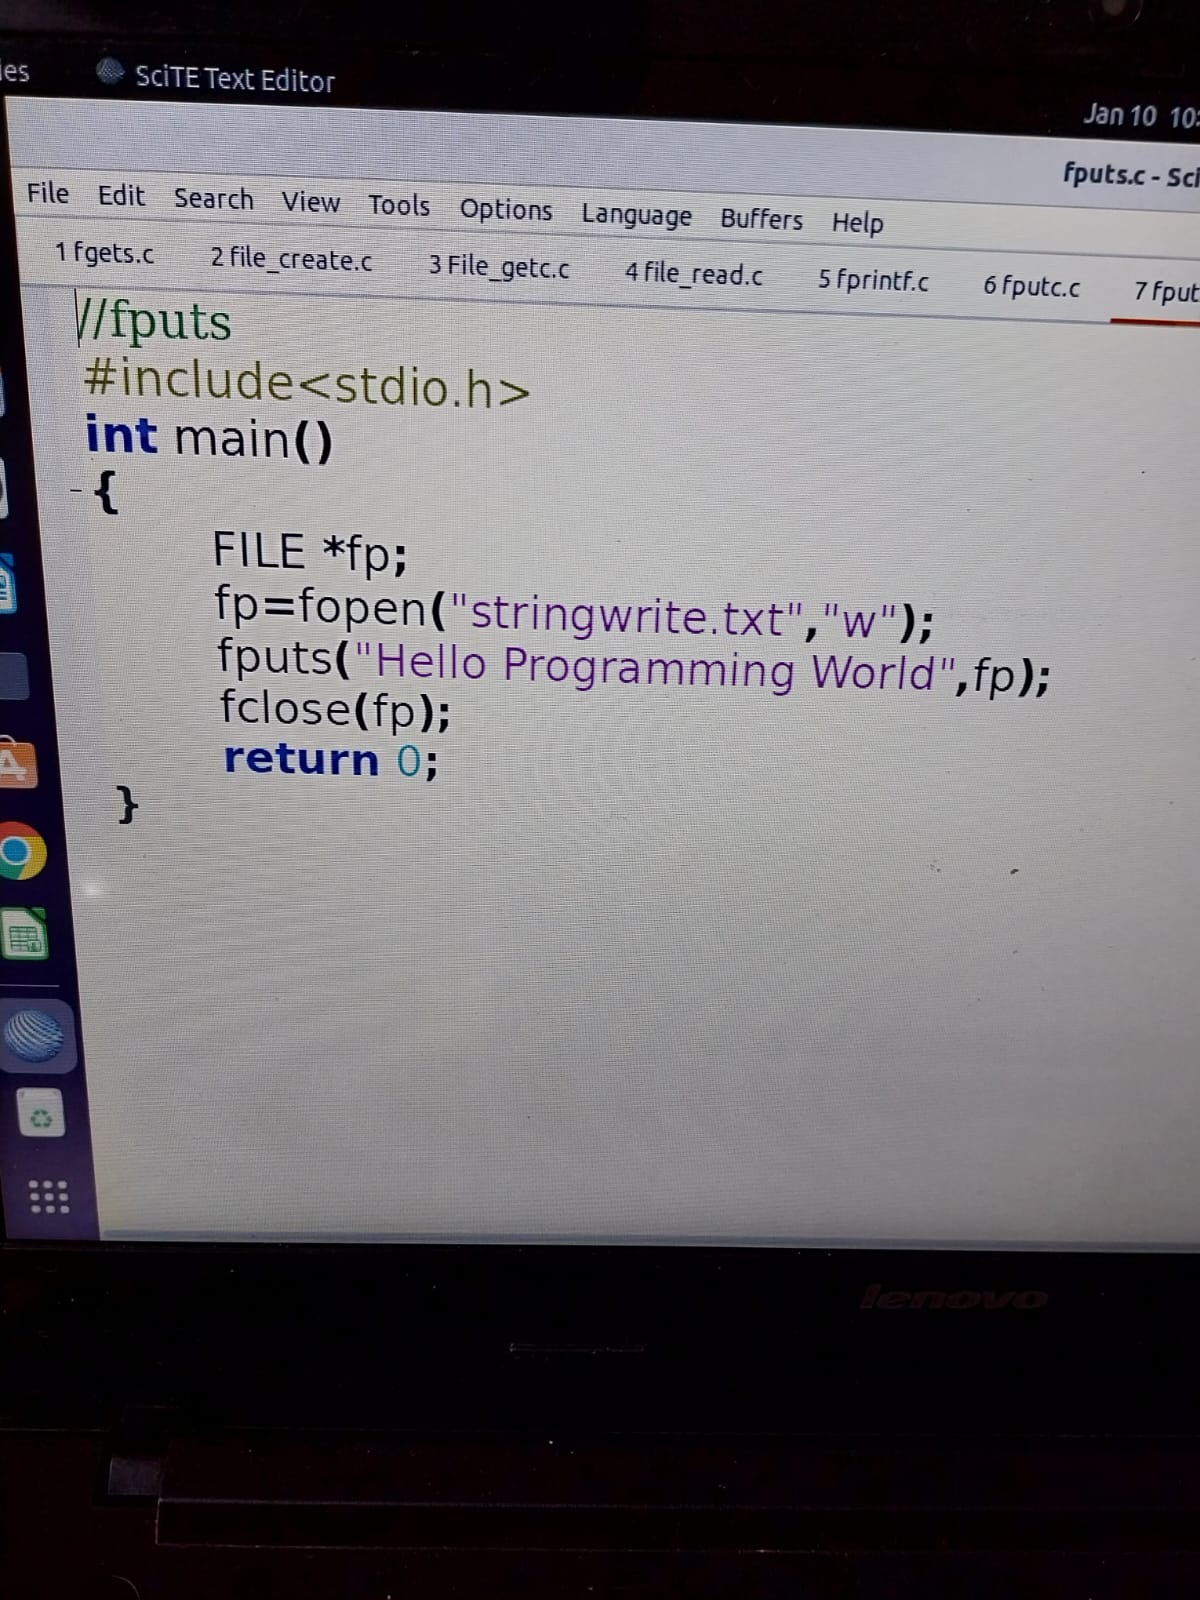 ies SciTE Text Editor
Jan 10 10:
fputs.c - Sci
File Edit Search View Tools Options Language Buffers Help
1 fgets.c 2 file_create.c 3 File_getc.c 4 file_read.c 5 fprintf.c 6 fputc.c 7 fput
//fputs
#include<stdio.h>
int main()
{
FILE *fp;
fp=fopen("stringwrite.txt","w");
fputs("Hello Programming World",fp);
fclose(fp);
return 0;
}
lenovo